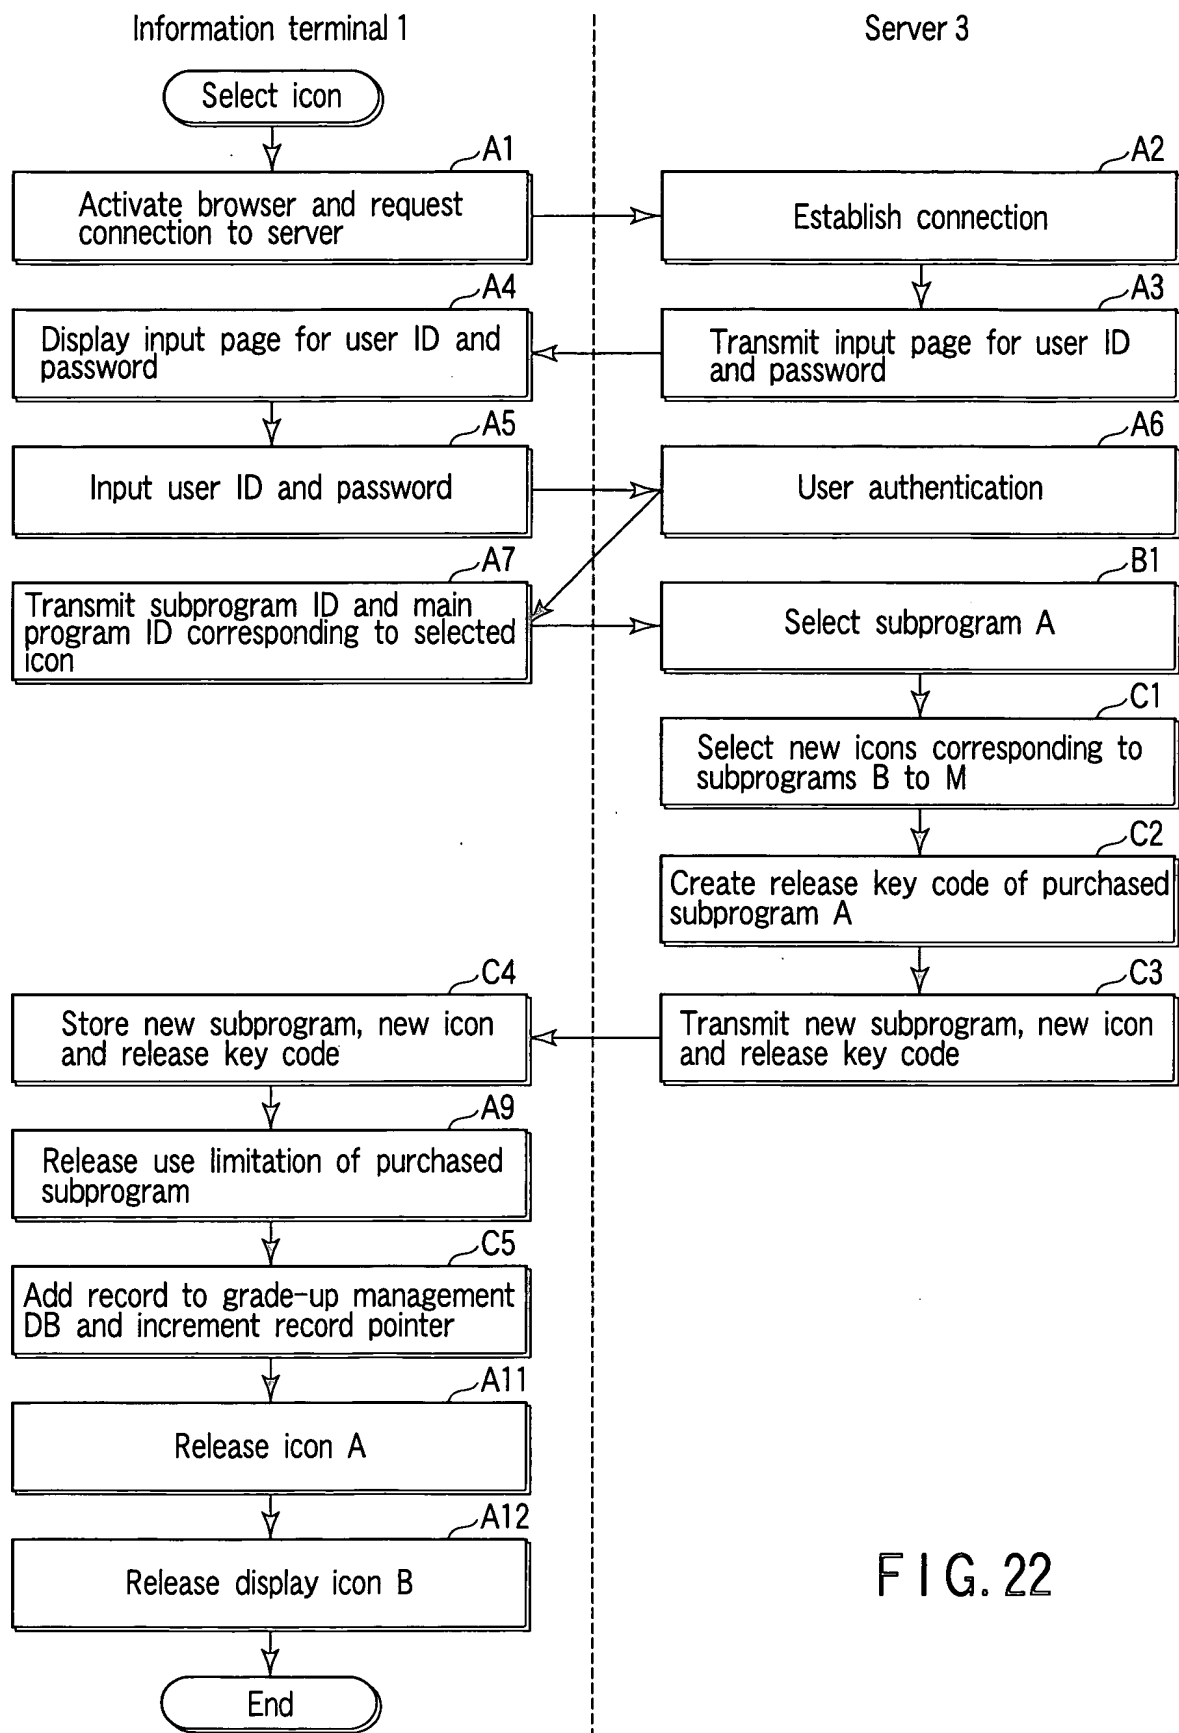 Information terminal 1
Server 3
Select icon
A1
Activate browser and request
connection to server
A2
Establish connection
A4
Display input page for user ID and
password
A3
Transmit input page for user ID
and password
A5
Input user ID and password
A6
User authentication
A7
Transmit subprogram ID and main
program ID corresponding to selected
icon
B1
Select subprogram A
C1
Select new icons corresponding to
subprograms B to M
C2
Create release key code of purchased
subprogram A
C4
Store new subprogram, new icon
and release key code
C3
Transmit new subprogram, new icon
and release key code
A9
Release use limitation of purchased
subprogram
C5
Add record to grade-up management
DB and increment record pointer
A11
Release icon A
A12
Release display icon B
End
FIG. 22